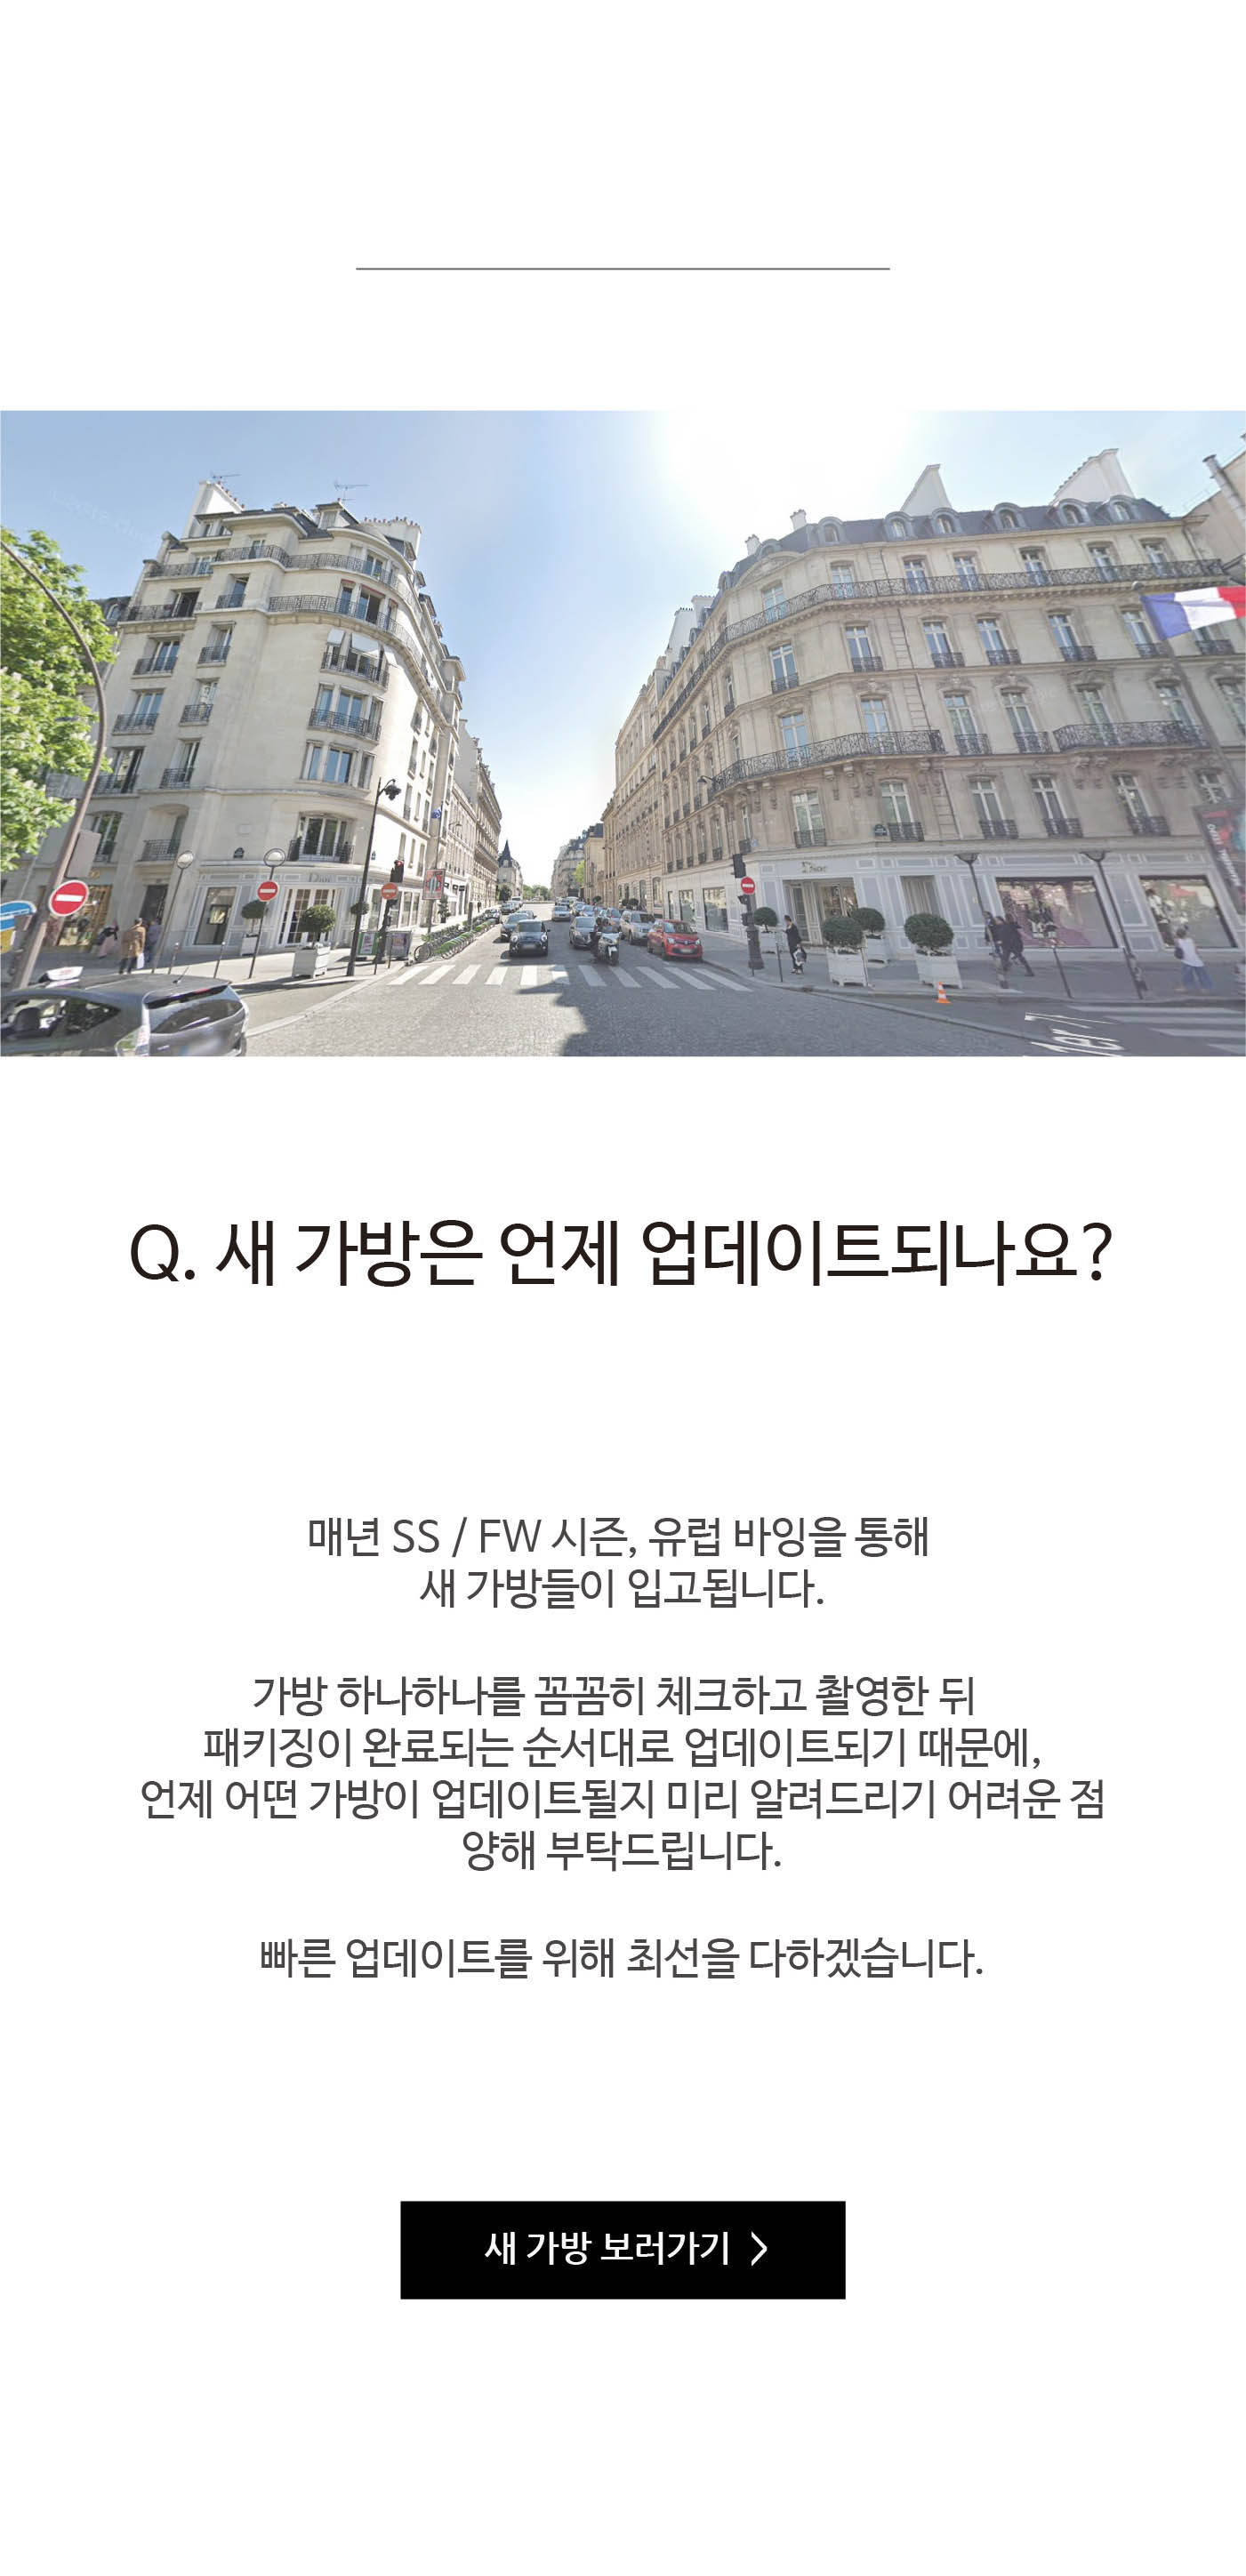 Dior
Dior
Q. 새 가방은 언제 업데이트되나요?
매년 SS / FW 시즌, 유럽 바잉을 통해
새 가방들이 입고됩니다.
가방 하나하나를 꼼꼼히 체크하고 촬영한 뒤
패키징이 완료되는 순서대로 업데이트되기 때문에,
언제 어떤 가방이 업데이트될지 미리 알려드리기 어려운 점
양해 부탁드립니다.
빠른 업데이트를 위해 최선을 다하겠습니다.
새 가방 보러가기 >